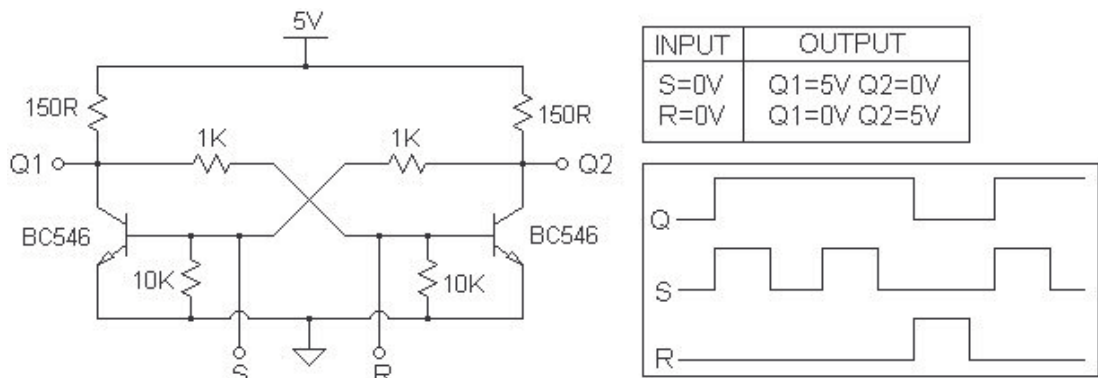 5V
150R
150R
1K
1K
Q1
Q2
BC546
BC546
10K
10K
S
R
INPUT OUTPUT
S=0V Q1=5V Q2=0V
R=0V Q1=0V Q2=5V
Q
S
R